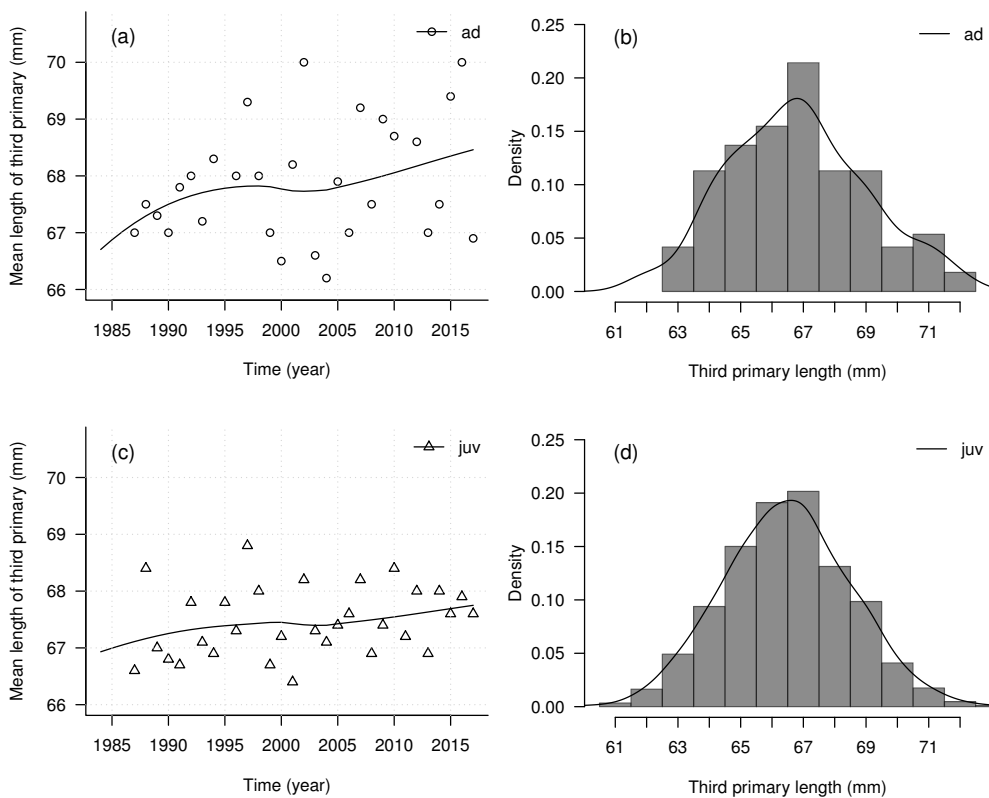 (a)
ad
Mean length of third primary (mm)
70
69
68
67
66
1985 1990 1995 2000 2005 2010 2015
Time (year)
(b)
ad
Density
0.25
0.20
0.15
0.10
0.05
0.00
61 63 65 67 69 71
Third primary length (mm)
(c)
juv
Mean length of third primary (mm)
70
69
68
67
66
1985 1990 1995 2000 2005 2010 2015
Time (year)
(d)
juv
Density
0.25
0.20
0.15
0.10
0.05
0.00
61 63 65 67 69 71
Third primary length (mm)